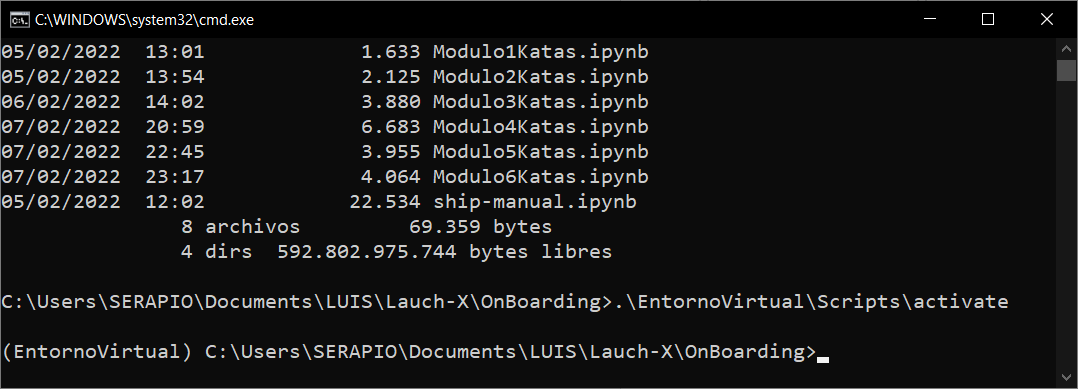 C:\WINDOWS\system32\cmd.exe
05/02/2022  13:01             1.633 Modulo1Katas.ipynb
05/02/2022  13:54             2.125 Modulo2Katas.ipynb
06/02/2022  14:02             3.880 Modulo3Katas.ipynb
07/02/2022  20:59             6.683 Modulo4Katas.ipynb
07/02/2022  22:45             3.955 Modulo5Katas.ipynb
07/02/2022  23:17             4.064 Modulo6Katas.ipynb
05/02/2022  12:02            22.534 ship-manual.ipynb
               8 archivos         69.359 bytes
               4 dirs  592.802.975.744 bytes libres
C:\Users\SERAPIO\Documents\LUIS\Lauch-X\OnBoarding>.\EntornoVirtual\Scripts\activate
(EntornoVirtual) C:\Users\SERAPIO\Documents\LUIS\Lauch-X\OnBoarding>